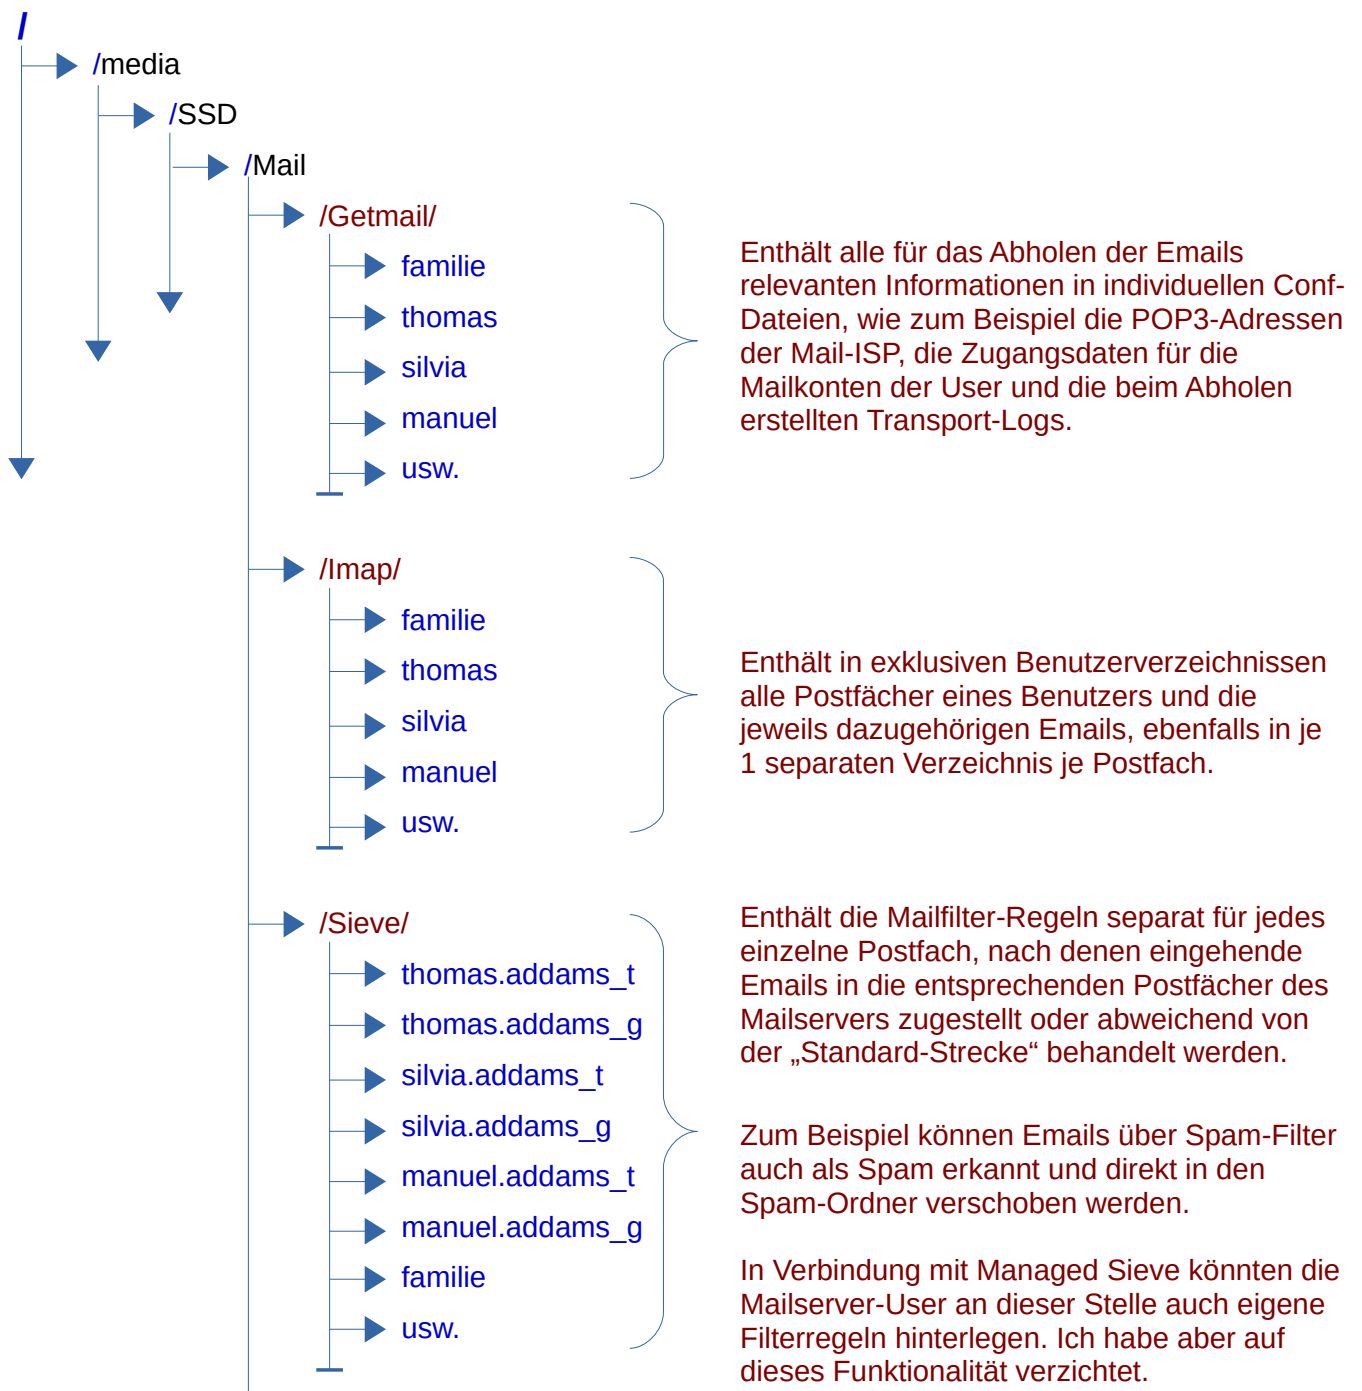 /
/media
/SSD
/Mail
/Getmail/
familie
thomas
silvia
manuel
usw.
Enthält alle für das Abholen der Emails
relevanten Informationen in individuellen Conf-
Dateien, wie zum Beispiel die POP3-Adressen
der Mail-ISP, die Zugangsdaten für die
Mailkonten der User und die beim Abholen
erstellten Transport-Logs.
/Imap/
familie
thomas
silvia
manuel
usw.
Enthält in exklusiven Benutzerverzeichnissen
alle Postfächer eines Benutzers und die
jeweils dazugehörigen Emails, ebenfalls in je
1 separaten Verzeichnis je Postfach.
/Sieve/
thomas.addams_t
thomas.addams_g
silvia.addams_t
silvia.addams_g
manuel.addams_t
manuel.addams_g
familie
usw.
Enthält die Mailfilter-Regeln separat für jedes
einzelne Postfach, nach denen eingehende
Emails in die entsprechenden Postfächer des
Mailservers zugestellt oder abweichend von
der „Standard-Strecke“ behandelt werden.
Zum Beispiel können Emails über Spam-Filter
auch als Spam erkannt und direkt in den
Spam-Ordner verschoben werden.
In Verbindung mit Managed Sieve könnten die
Mailserver-User an dieser Stelle auch eigene
Filterregeln hinterlegen. Ich habe aber auf
dieses Funktionalität verzichtet.